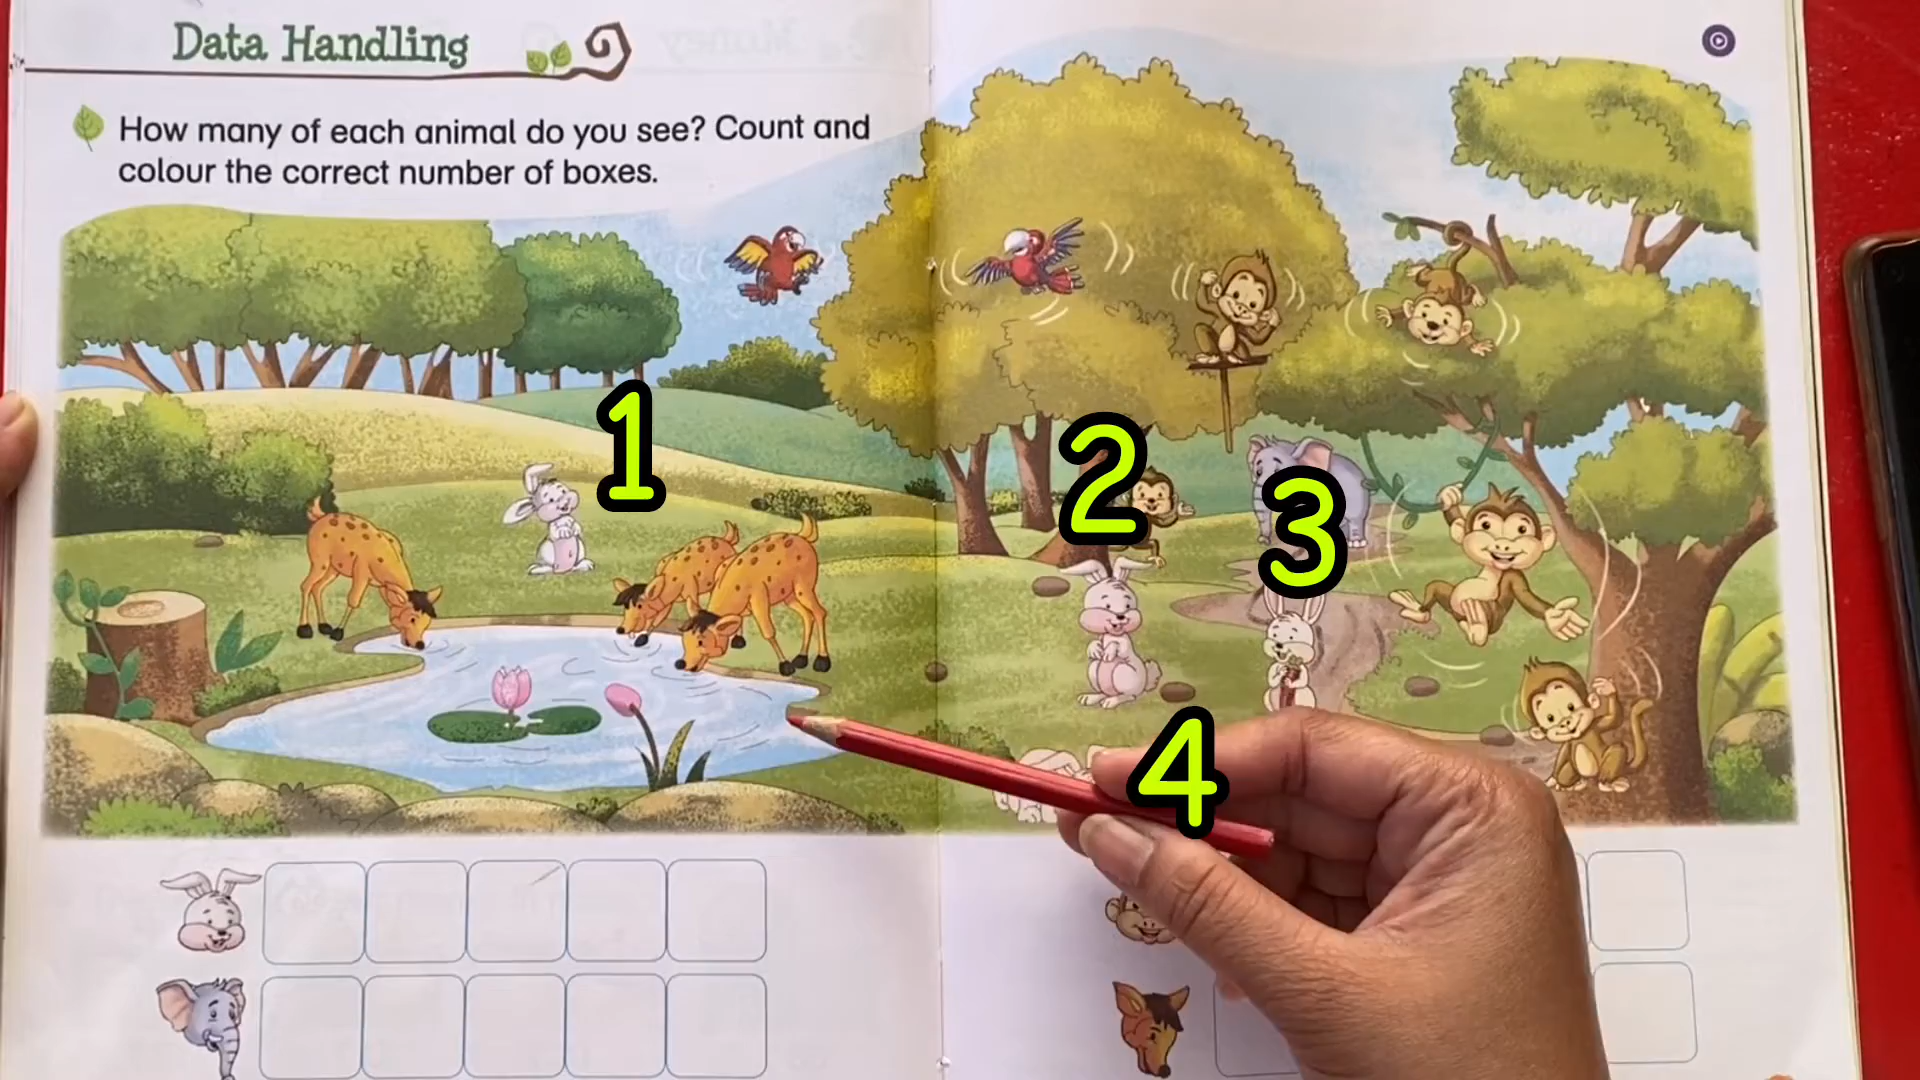 Data Handling
How many of each animal do you see? Count and
colour the correct number of boxes.
1
2
3
4